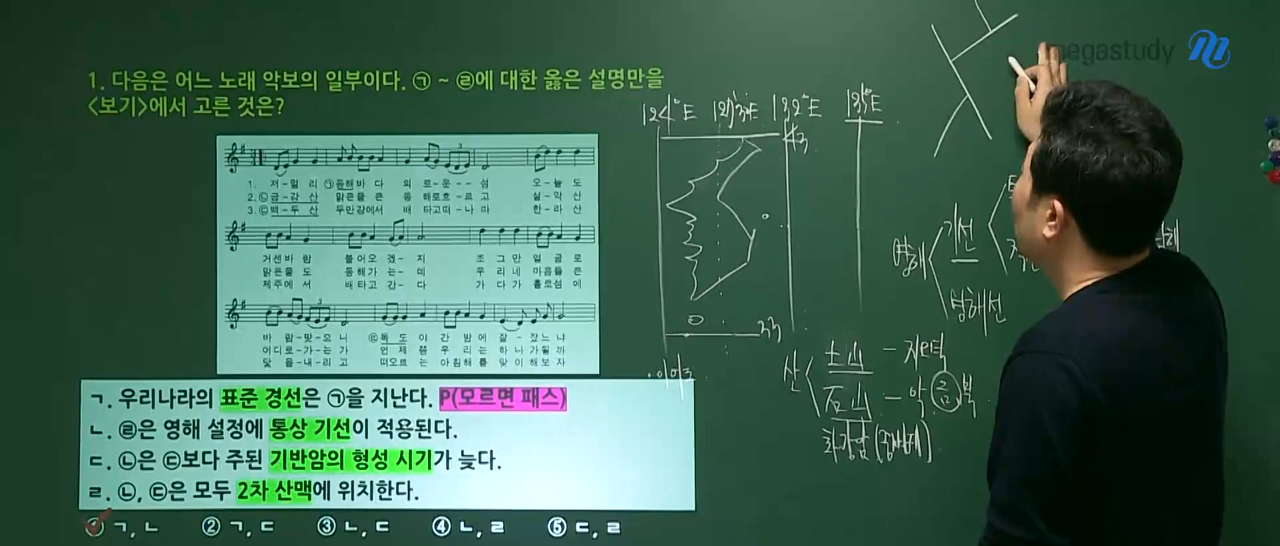 megastudy
1. 다음은 어느 노래 악보의 일부이다. ㉠ ~ ㉣에 대한 옳은 설명만을
<보기>에서 고른 것은?
1. 저-멀 리 ㉠동해바 다 외 로-운--섬 오-늘 도
2. ㉡금-강 산 맑은물 은 동 해로흐-르 고 설-악 산
3. ㉢백-두 산 두만강에서 배 타고떠-나 마 한-라 산
거센바 람 불어오 겠-지 조 그만 얼 굴 로
맑은물 도 동해가 는-데 우 리네 마음들 은
제주에 서 배타고 간-다 가 다가 홀로섬 에
바 람-맞-으 니 독 도 야 간 밤에 잘-잤느냐
어디로-가-는 가 언 제 쯤 우 리 는 하나가될 까
닻 을-내-리 고 떠오르 는 아침해를 맞이해보자
ㄱ. 우리나라의 표준 경선은 ㉠을 지난다. P(모르면 패스)
ㄴ. ㉣은 영해 설정에 통상 기선이 적용된다.
ㄷ. ㉡은 ㉢보다 주된 기반암의 형성 시기가 늦다.
ㄹ. ㉡, ㉢은 모두 2차 산맥에 위치한다.
① ㄱ, ㄴ ② ㄱ, ㄷ ③ ㄴ, ㄷ ④ ㄴ, ㄹ ⑤ ㄷ, ㄹ
124°E 132°E 135°E
43
33
이어도
영해
기선
영해선
산
土山 - 지리덕
石山 - 악 금 북
화강암 (중생대)